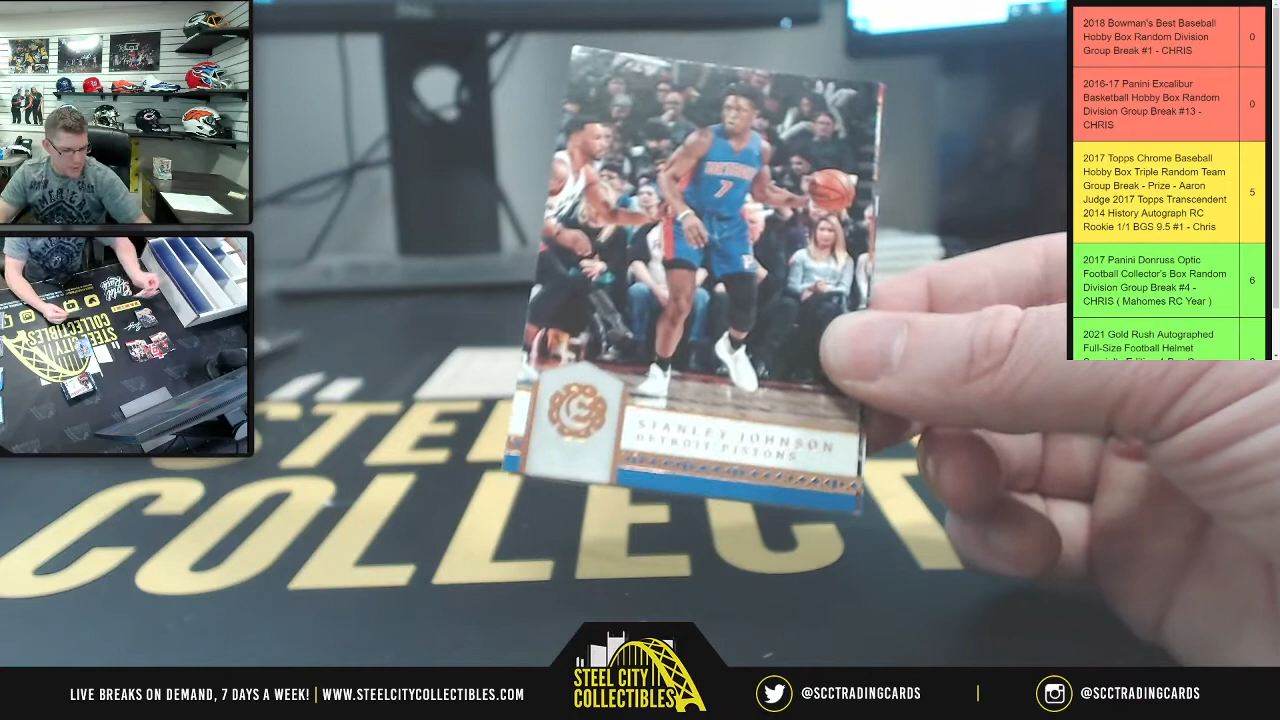 2018 Bowman's Best Baseball
Hobby Box Random Division
Group Break #1 - CHRIS
0
2016-17 Panini Excalibur
Basketball Hobby Box Random
Division Group Break #13 -
CHRIS
0
2017 Topps Chrome Baseball
Hobby Box Triple Random Team
Group Break - Prize - Aaron
Judge 2017 Topps Transcendent
2014 History Autograph RC
Rookie 1/1 BGS 9.5 #1 - Chris
5
2017 Panini Donruss Optic
Football Collector's Box Random
Division Group Break #4 -
CHRIS ( Mahomes RC Year )
6
2021 Gold Rush Autographed
Full-Size Football Helmet
7
STANLEY JOHNSON
DETROIT PISTONS
STEEL
COLLECT
COLLECTIBLES
LIVE BREAKS ON DEMAND, 7 DAYS A WEEK! | WWW.STEELCITYCOLLECTIBLES.COM
STEEL CITY
COLLECTIBLES
@SCCTRADINGCARDS
@SCCTRADINGCARDS